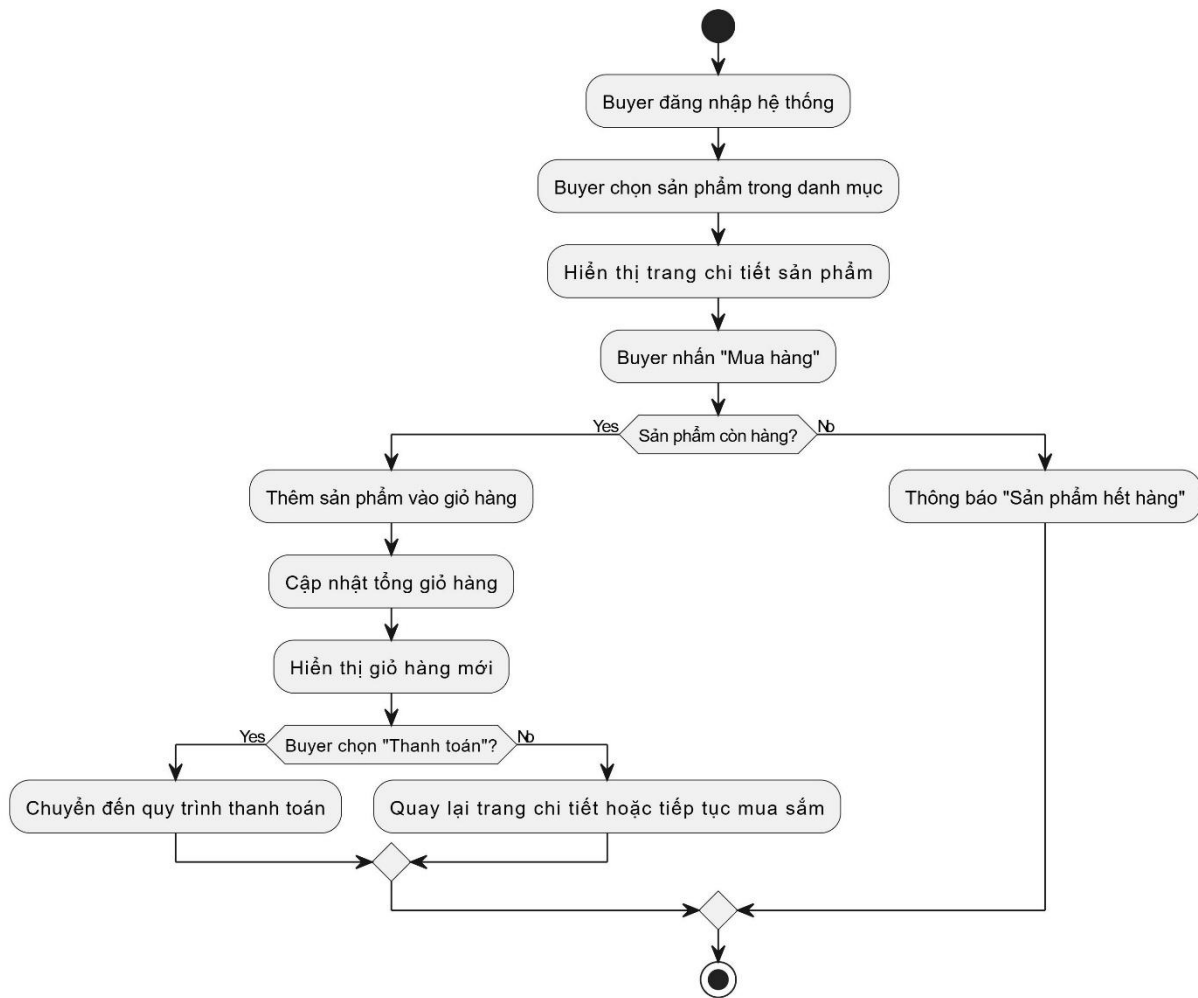 Buyer đăng nhập hệ thống
Buyer chọn sản phẩm trong danh mục
Hiển thị trang chi tiết sản phẩm
Buyer nhấn "Mua hàng"
Yes
Sản phẩm còn hàng?
No
Thêm sản phẩm vào giỏ hàng
Thông báo "Sản phẩm hết hàng"
Cập nhật tổng giỏ hàng
Hiển thị giỏ hàng mới
Yes
Buyer chọn "Thanh toán"?
No
Chuyển đến quy trình thanh toán
Quay lại trang chi tiết hoặc tiếp tục mua sắm